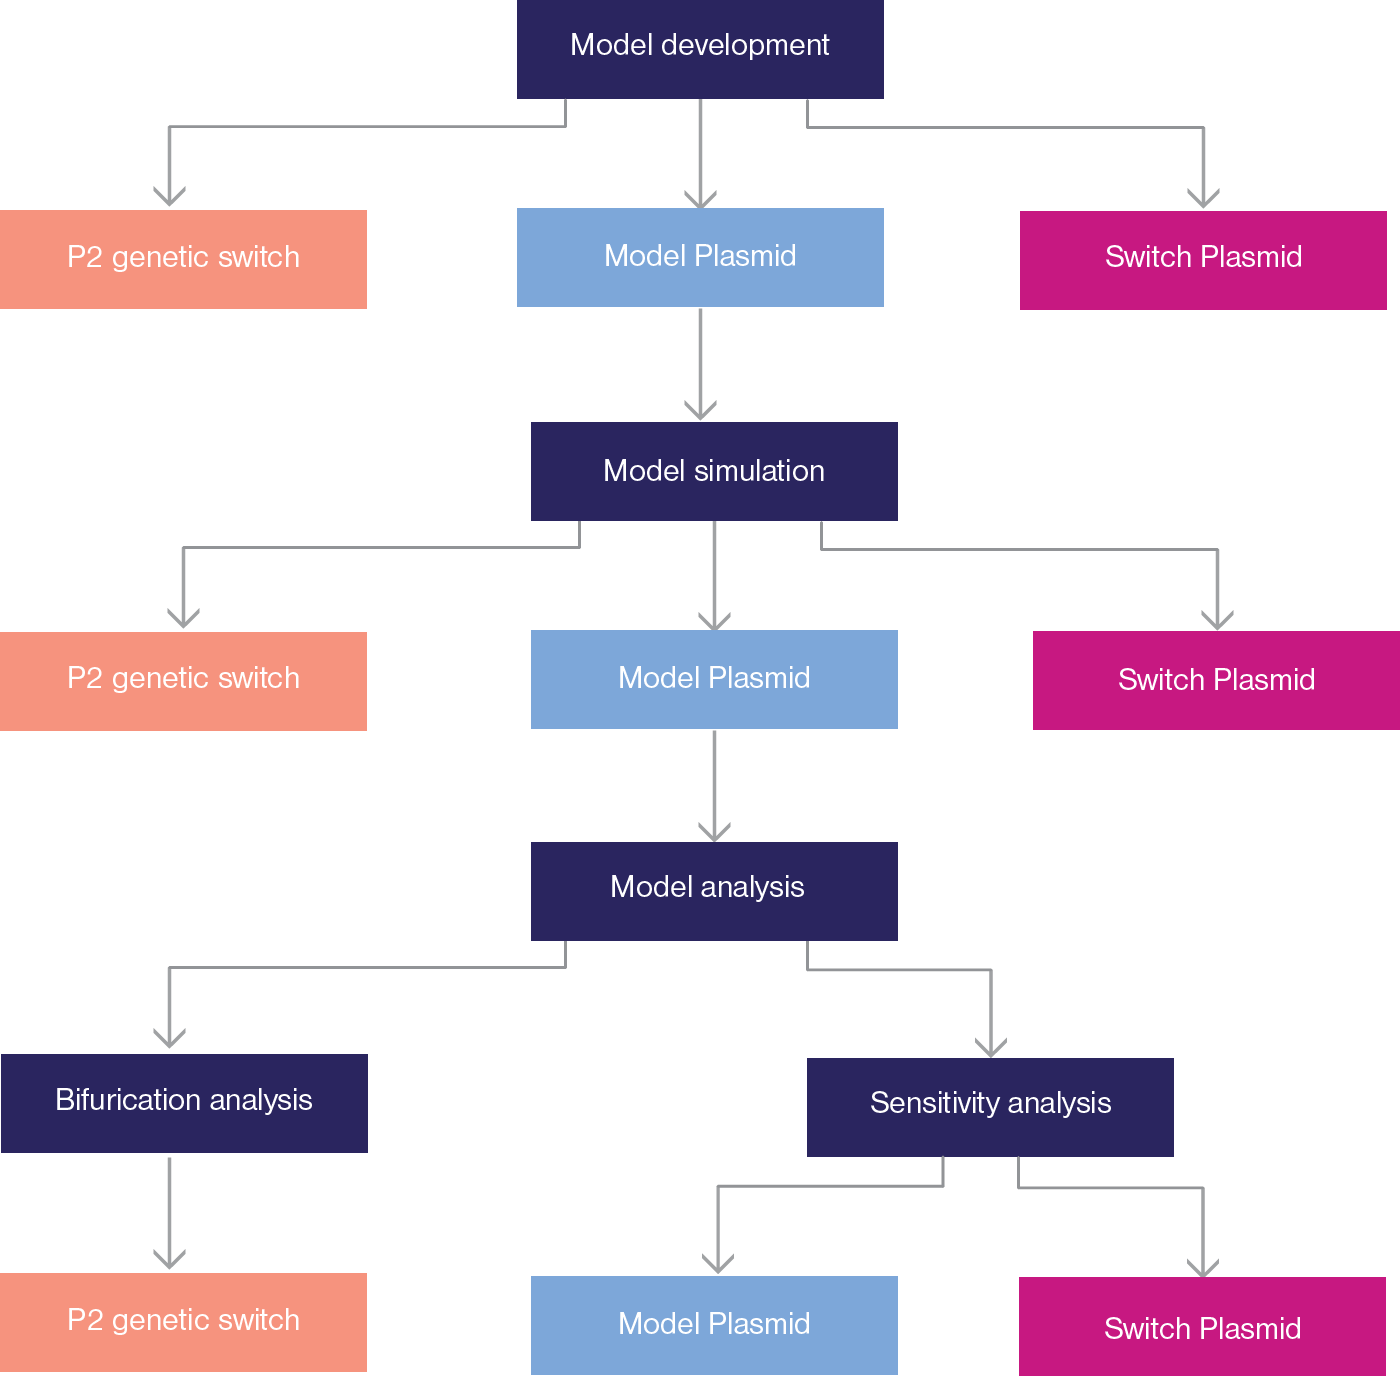 Model development
P2 genetic switch
Model Plasmid
Switch Plasmid
Model simulation
P2 genetic switch
Model Plasmid
Switch Plasmid
Model analysis
Bifurication analysis
Sensitivity analysis
P2 genetic switch
Model Plasmid
Switch Plasmid